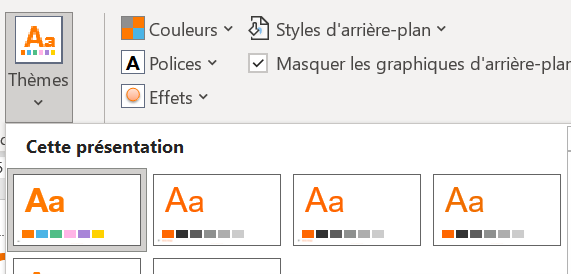 Aa
Thèmes
Couleurs
Styles d'arrière-plan
A Polices
Masquer les graphiques d'arrière-plan
Effets
Cette présentation
Aa
Aa
Aa
Aa